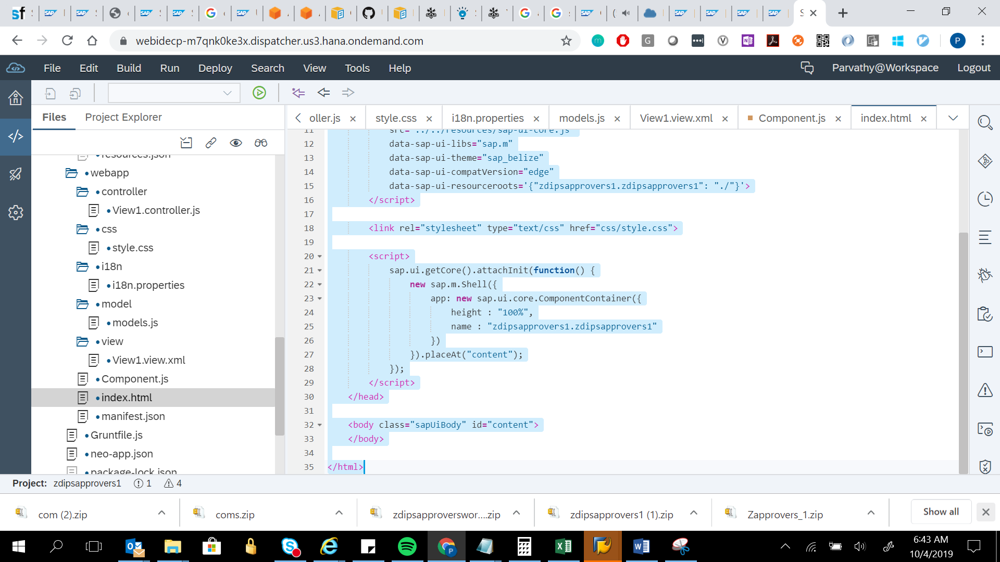 webidecp-m7qnk0ke3x.dispatcher.us3.hana.ondemand.com
File Edit Build Run Deploy Search View Tools Help Parvathy@Workspace Logout
Files Project Explorer
oller.js style.css i18n.properties models.js View1.view.xml Component.js index.html
resources.json
webapp
controller
View1.controller.js
css
style.css
i18n
i18n.properties
model
models.js
view
View1.view.xml
Component.js
index.html
manifest.json
Gruntfile.js
neo-app.json
package-lock.json
11 src="../../resources/sap-ui-core.js"
12 data-sap-ui-libs="sap.m"
13 data-sap-ui-theme="sap_belize"
14 data-sap-ui-compatVersion="edge"
15 data-sap-ui-resourceroots='{"zdipsapprovers1.zdipsapprovers1": "./"}'>
16 </script>
17
18 <link rel="stylesheet" type="text/css" href="css/style.css">
19
20 <script>
21 sap.ui.getCore().attachInit(function() {
22 new sap.m.Shell({
23 app: new sap.ui.core.ComponentContainer({
24 height : "100%",
25 name : "zdipsapprovers1.zdipsapprovers1"
26 })
27 }).placeAt("content");
28 });
29 </script>
30 </head>
31
32 <body class="sapUiBody" id="content">
33 </body>
34
35 </html>
Project: zdipsapprovers1 1 4
com (2).zip coms.zip zdipsapproverswor....zip zdipsapprovers1 (1).zip Zapprovers_1.zip Show all
6:43 AM
10/4/2019